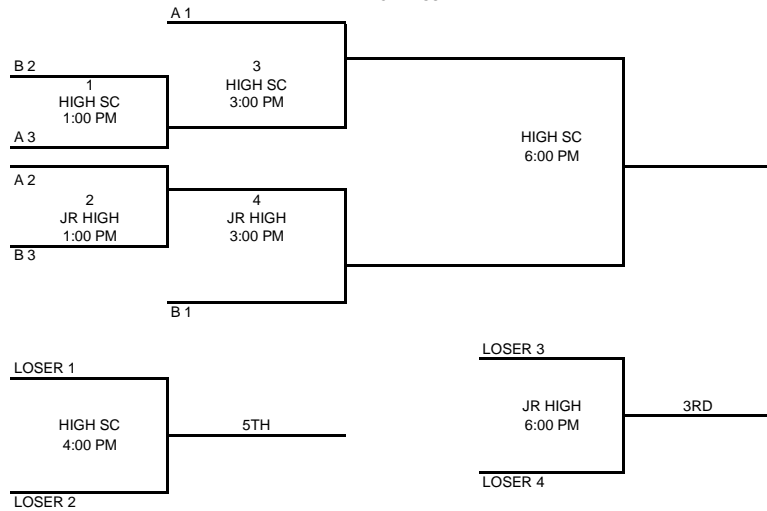 A 1
B 2
1
HIGH SC
1:00 PM
A 3
3
HIGH SC
3:00 PM
A 2
2
JR HIGH
1:00 PM
B 3
4
JR HIGH
3:00 PM
B 1
HIGH SC
6:00 PM
LOSER 1
HIGH SC
4:00 PM
LOSER 2
5TH
LOSER 3
JR HIGH
6:00 PM
LOSER 4
3RD